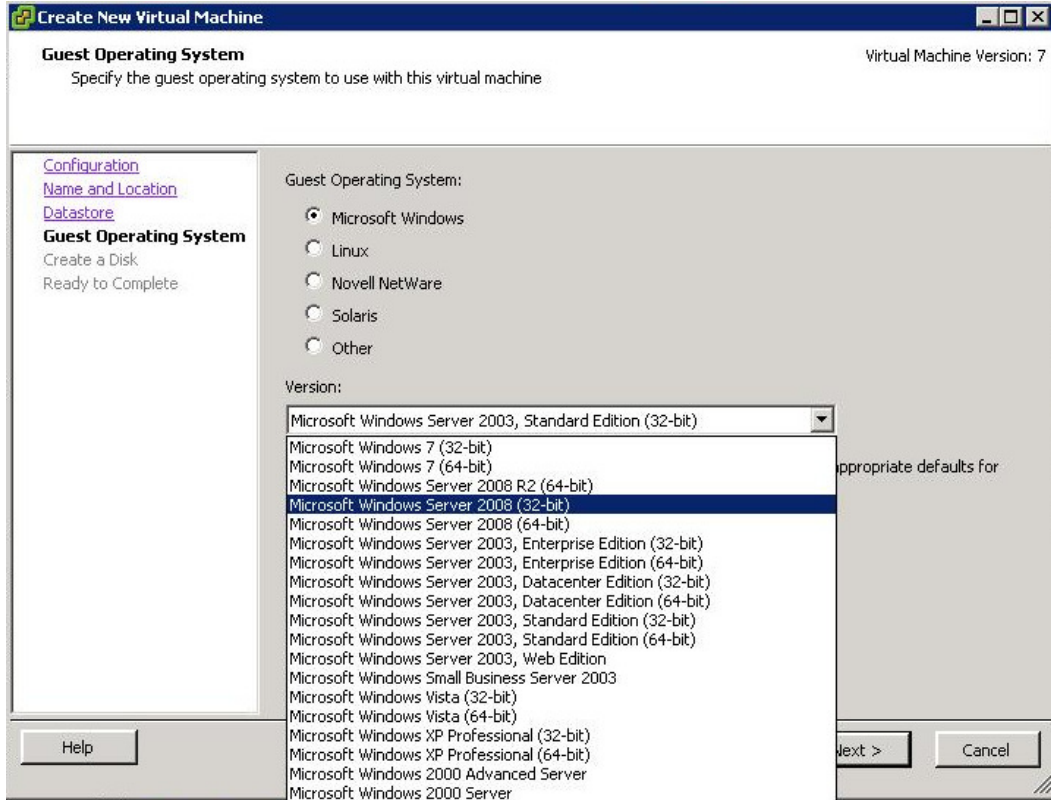 Create New Virtual Machine
Guest Operating System
Virtual Machine Version: 7
Specify the guest operating system to use with this virtual machine
Configuration
Name and Location
Datastore
Guest Operating System
Create a Disk
Ready to Complete
Guest Operating System:
Microsoft Windows
Linux
Novell NetWare
Solaris
Other
Version:
Microsoft Windows Server 2003, Standard Edition (32-bit)
Microsoft Windows 7 (32-bit)
Microsoft Windows 7 (64-bit)
appropriate defaults for
Microsoft Windows Server 2008 R2 (64-bit)
Microsoft Windows Server 2008 (32-bit)
Microsoft Windows Server 2008 (64-bit)
Microsoft Windows Server 2003, Enterprise Edition (32-bit)
Microsoft Windows Server 2003, Enterprise Edition (64-bit)
Microsoft Windows Server 2003, Datacenter Edition (32-bit)
Microsoft Windows Server 2003, Datacenter Edition (64-bit)
Microsoft Windows Server 2003, Standard Edition (32-bit)
Microsoft Windows Server 2003, Standard Edition (64-bit)
Microsoft Windows Server 2003, Web Edition
Microsoft Windows Small Business Server 2003
Microsoft Windows Vista (32-bit)
Microsoft Windows Vista (64-bit)
Microsoft Windows XP Professional (32-bit)
Microsoft Windows XP Professional (64-bit)
Microsoft Windows 2000 Advanced Server
Microsoft Windows 2000 Server
Help
Next >
Cancel